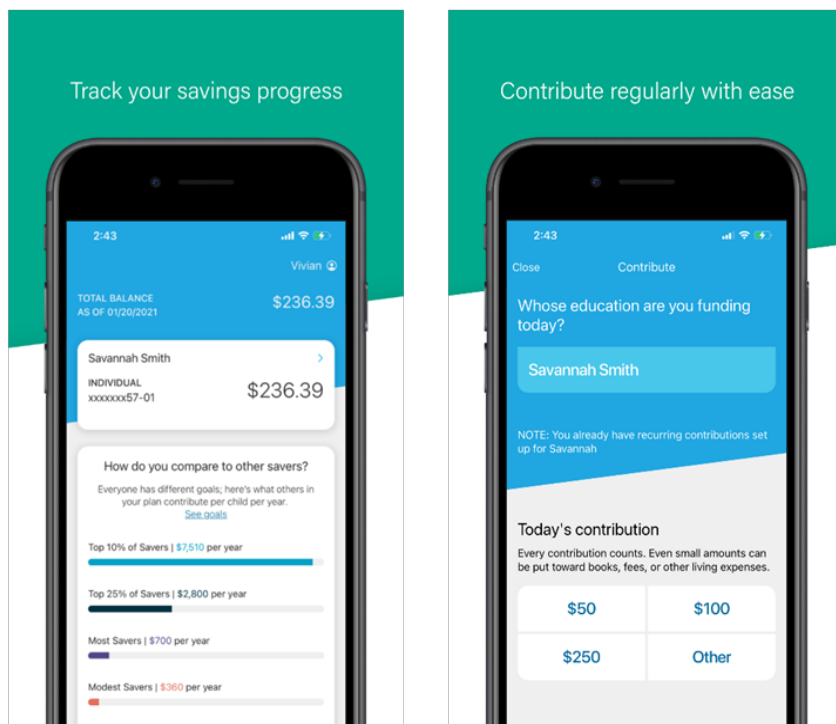 Track your savings progress
2:43
Vivian
TOTAL BALANCE
AS OF 01/20/2021
$236.39
Savannah Smith
INDIVIDUAL
xxxxxxx57-01
$236.39
How do you compare to other savers?
Everyone has different goals; here's what others in
your plan contribute per child per year.
See goals
Top 10% of Savers | $7,510 per year
Top 25% of Savers | $2,800 per year
Most Savers | $700 per year
Modest Savers | $360 per year
Contribute regularly with ease
2:43
Close
Contribute
Whose education are you funding
today?
Savannah Smith
NOTE: You already have recurring contributions set
up for Savannah
Today's contribution
Every contribution counts. Even small amounts can
be put toward books, fees, or other living expenses.
$50
$100
$250
Other